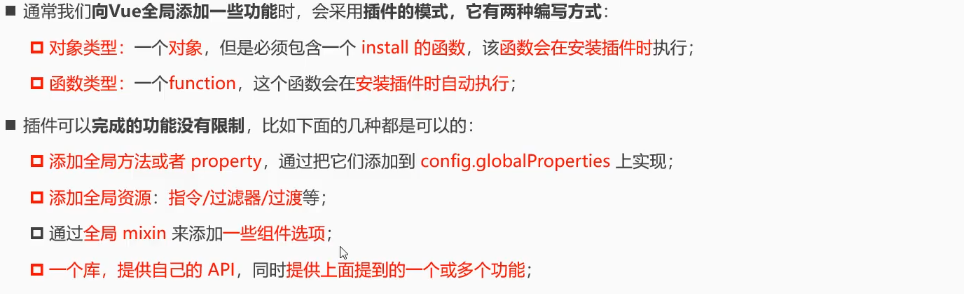 通常我们向Vue全局添加一些功能时，会采用插件的模式，它有两种编写方式：
对象类型：一个对象，但是必须包含一个 install 的函数，该函数会在安装插件时执行；
函数类型：一个function，这个函数会在安装插件时自动执行；
插件可以完成的功能没有限制，比如下面的几种都是可以的：
添加全局方法或者 property，通过把它们添加到 config.globalProperties 上实现；
添加全局资源：指令/过滤器/过渡等；
通过全局 mixin 来添加一些组件选项；
一个库，提供自己的 API，同时提供上面提到的一个或多个功能；